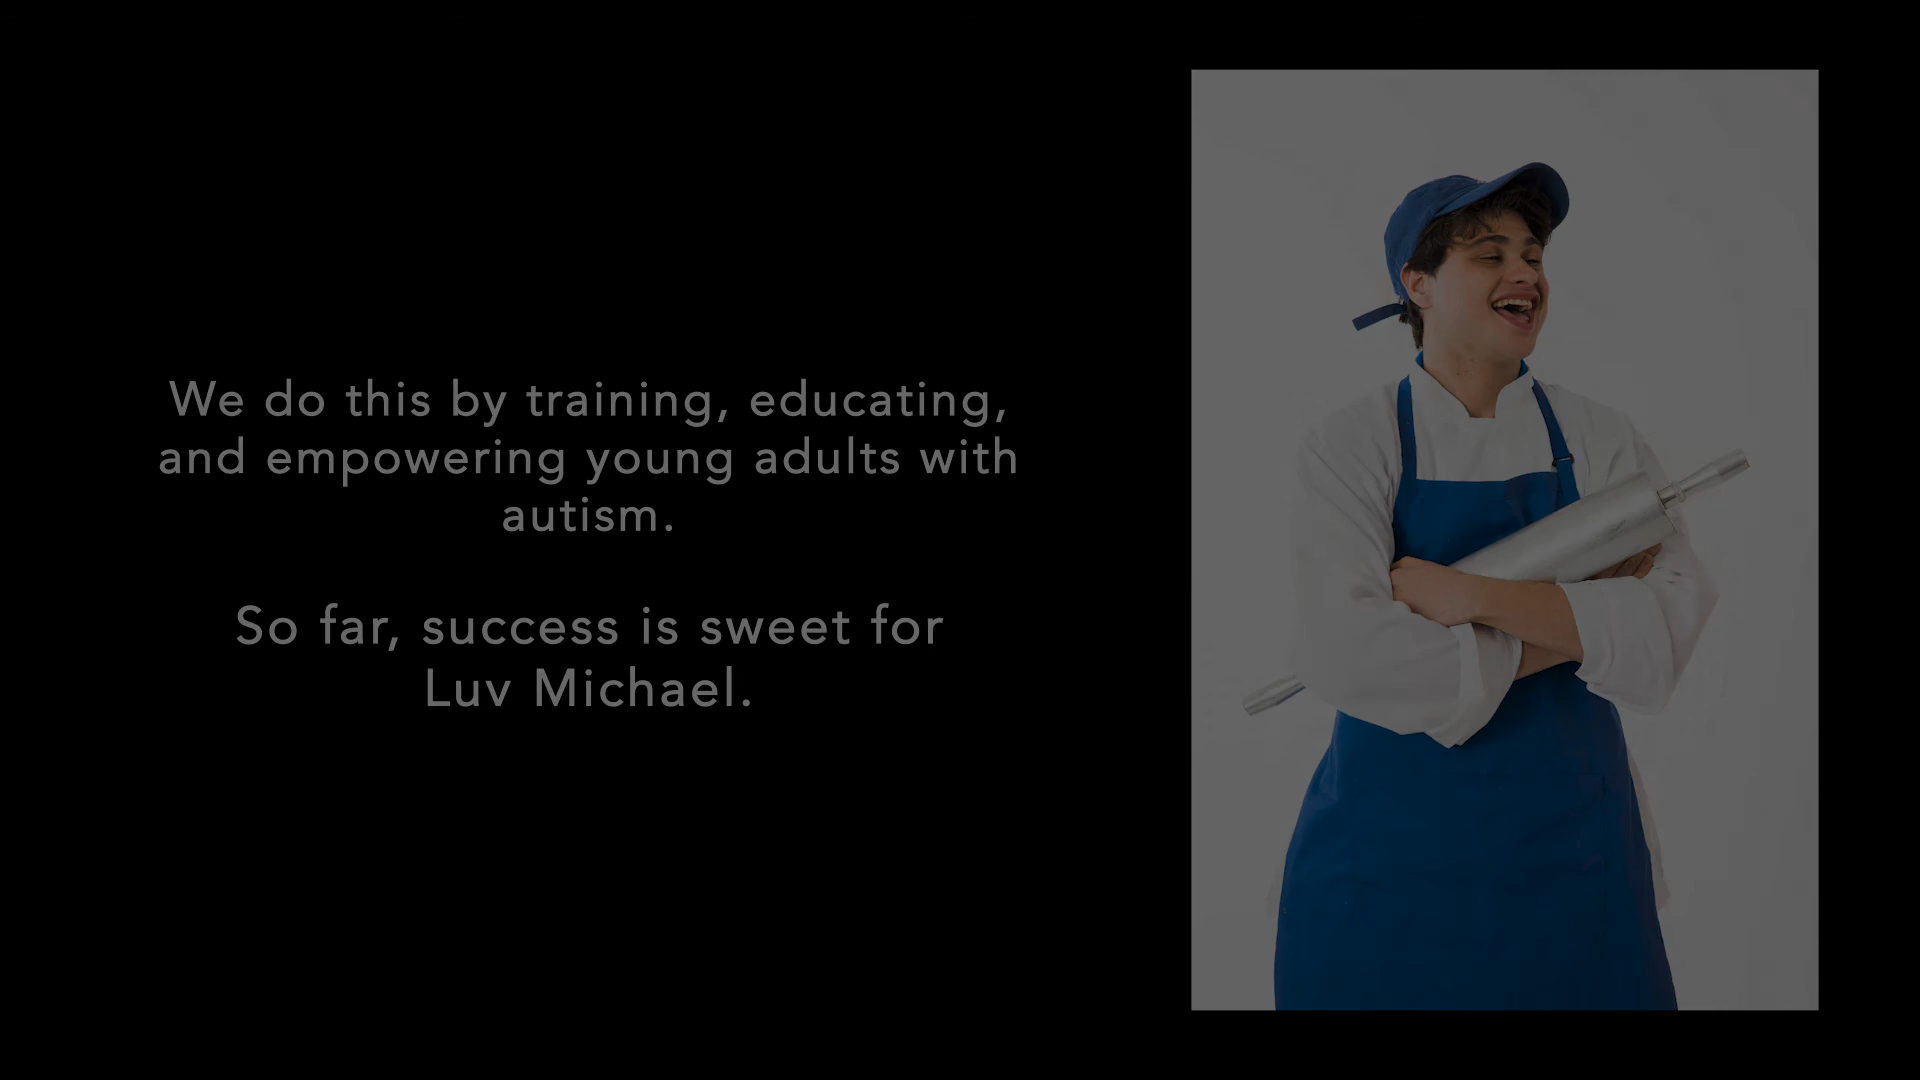 We do this by training, educating,
and empowering young adults with
autism.
So far, success is sweet for
Luv Michael.